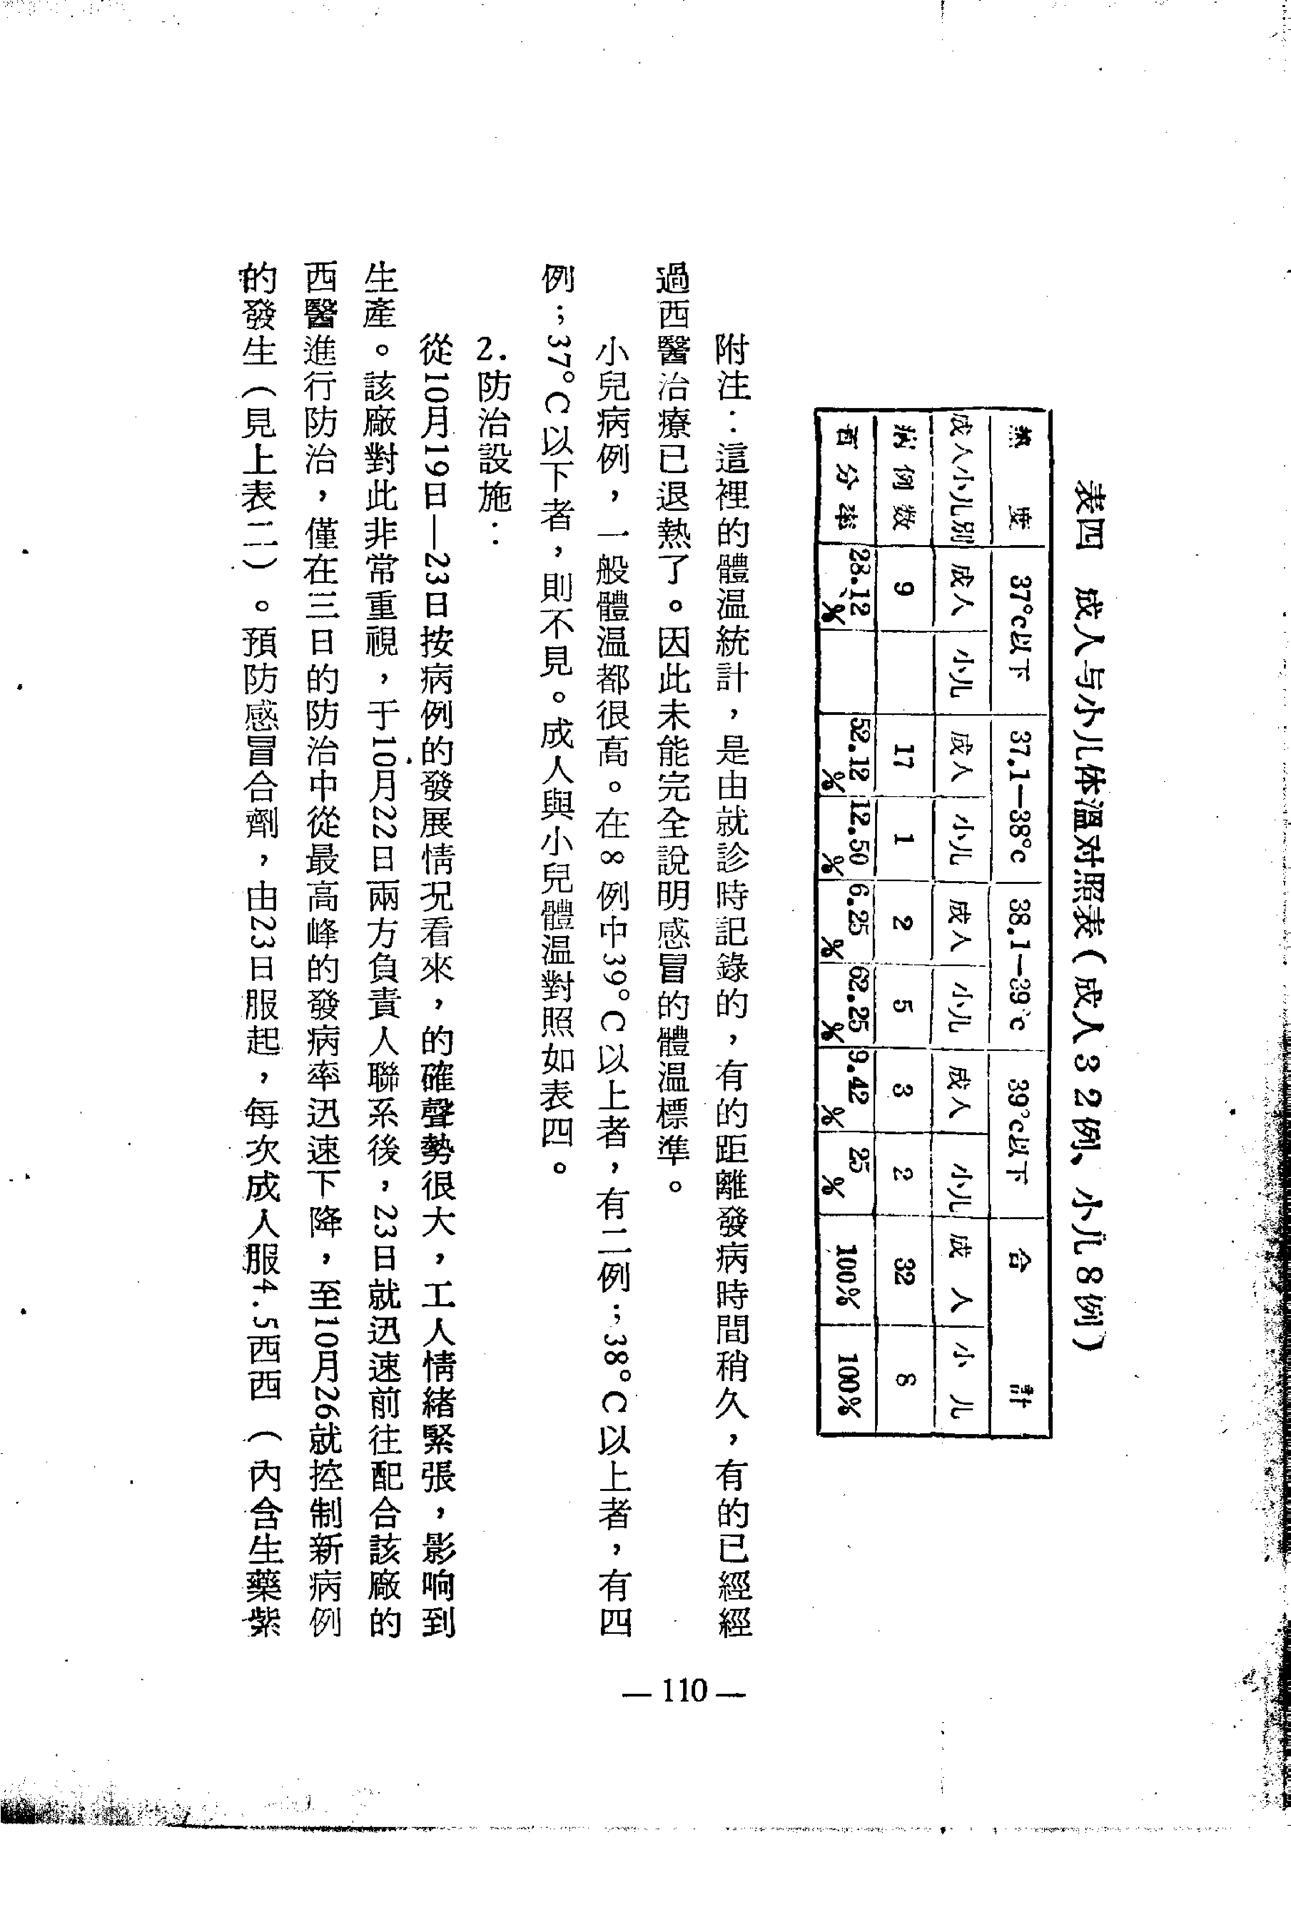 表四 成人与小儿体溫对照表(成人32例、小儿8例)
熱度 37°c以下 37.1—38°c 38.1—39°c 39°c以下 合計
成人小儿別 成人 小儿 成人 小儿 成人 小儿 成人 小儿 成人 小儿
病例数 9 17 1 2 5 3 2 32 8
百分率 28.12% 52.12% 12.50% 6.25% 62.25% 9.42% 25% 100% 100%
附注：這裡的體温統計，是由就診時記錄的，有的距離發病時間稍久，有的已經經
過西醫治療已退熱了。因此未能完全說明感冒的體温標準。
小兒病例，一般體温都很高。在8例中39°C以上者，有二例；38°C以上者，有四
例；37°C以下者，則不見。成人與小兒體温對照如表四。
2.防治設施：
從10月19日—23日按病例的發展情況看來，的確聲勢很大，工人情緒緊張，影响到
生產。該廠對此非常重視，于10月22日兩方負責人聯系後，23日就迅速前往配合該廠的
西醫進行防治，僅在三日的防治中從最高峰的發病率迅速下降，至10月26就控制新病例
的發生（見上表二）。預防感冒合劑，由23日服起，每次成人服4.5西西（內含生藥紫
—110—